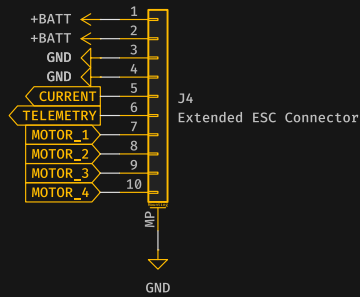 +BATT 1
+BATT 2
GND 3
GND 4
CURRENT 5
TELEMETRY 6
MOTOR_1 7
MOTOR_2 8
MOTOR_3 9
MOTOR_4 10
J4
Extended ESC Connector
MP
GND